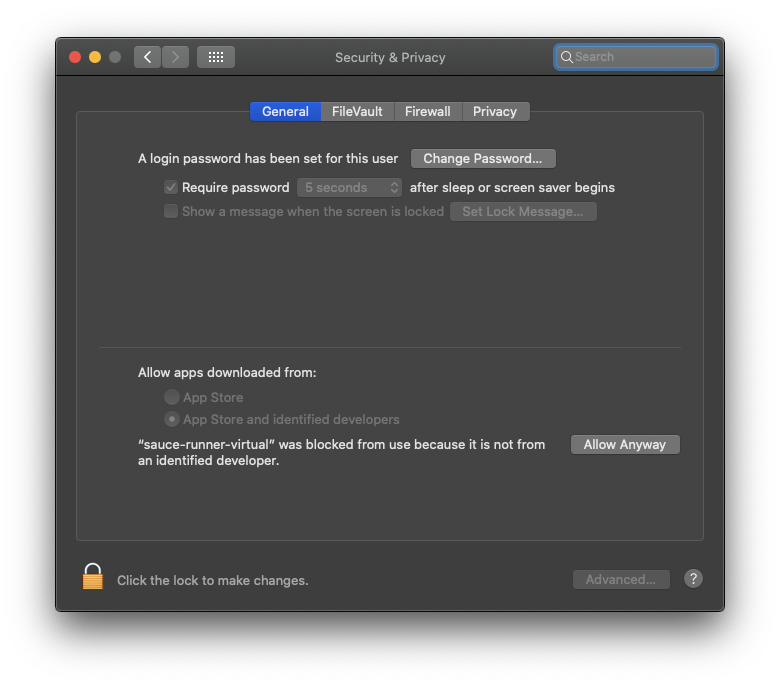 Security & Privacy
Search
General FileVault Firewall Privacy
A login password has been set for this user Change Password...
Require password 5 seconds after sleep or screen saver begins
Show a message when the screen is locked Set Lock Message...
Allow apps downloaded from:
App Store
App Store and identified developers
“sauce-runner-virtual” was blocked from use because it is not from
an identified developer.
Allow Anyway
Click the lock to make changes.
Advanced...
?